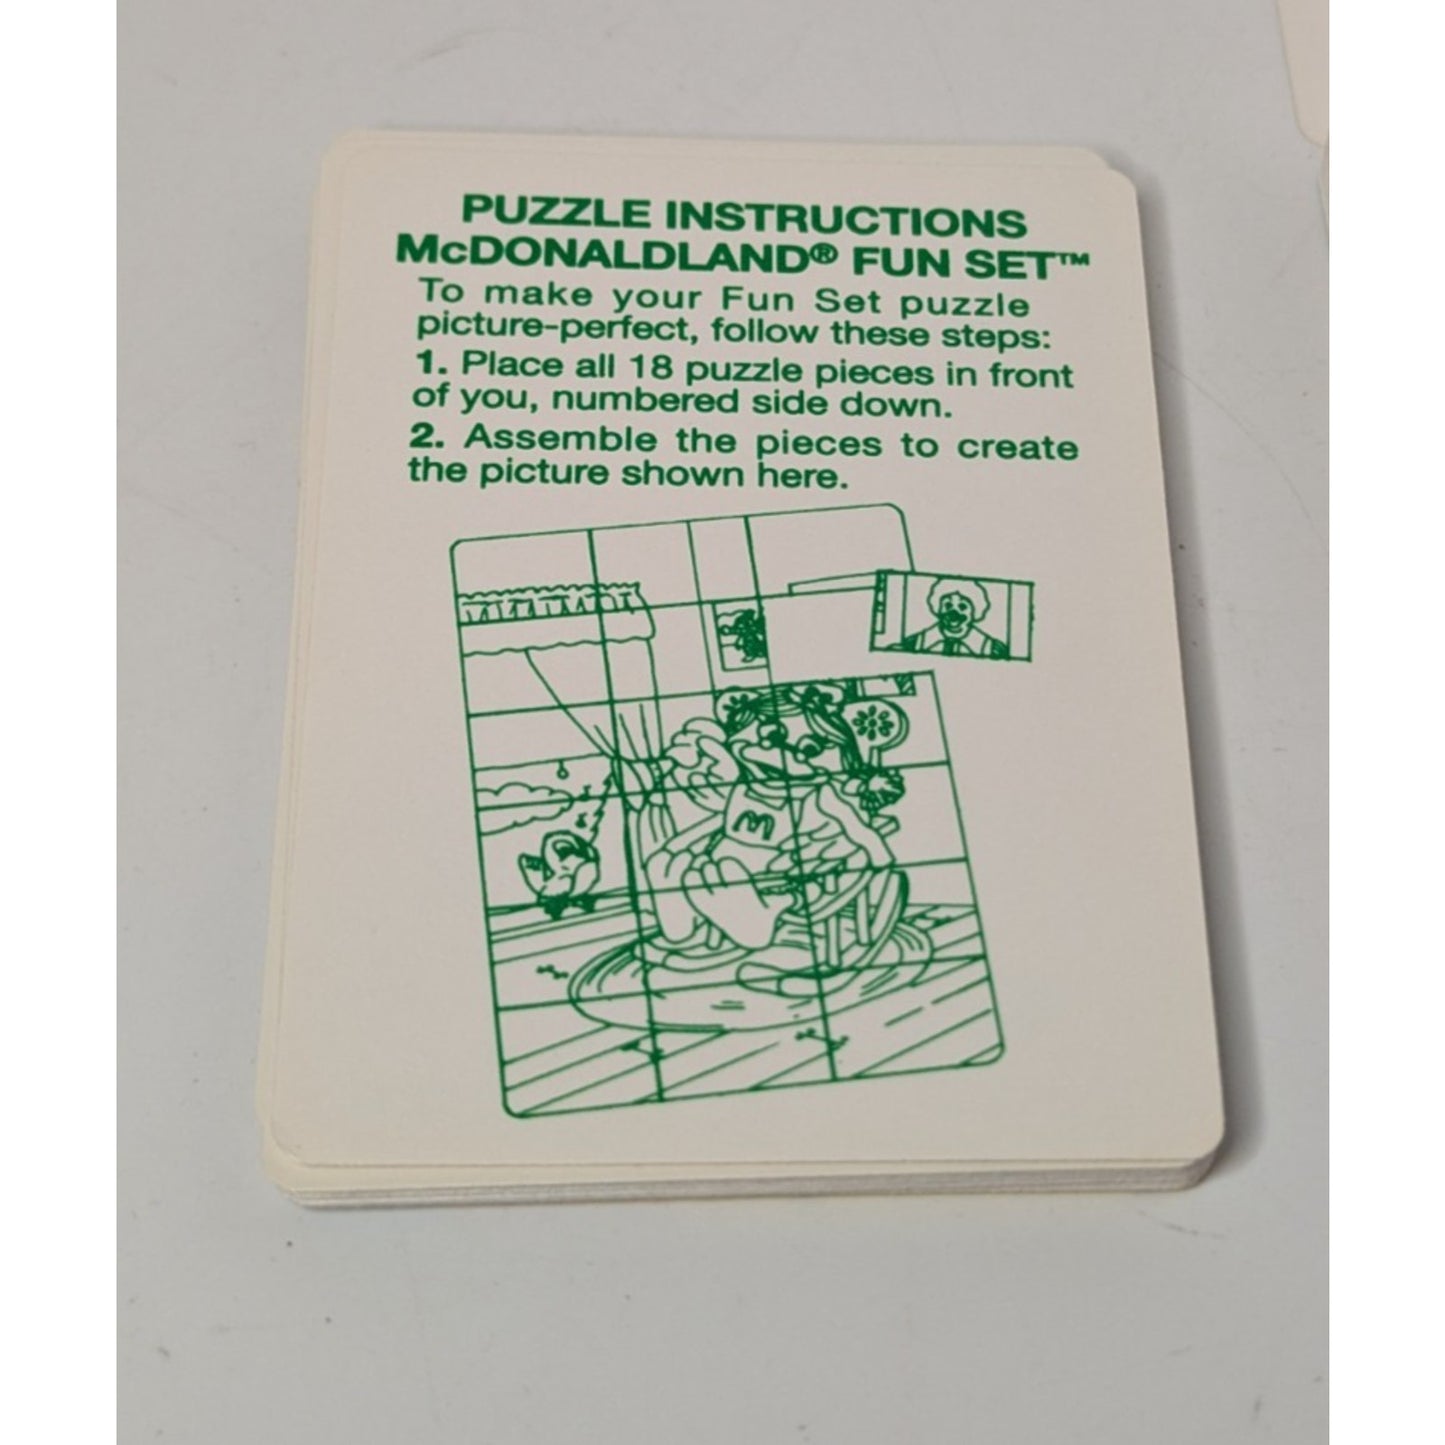 PUZZLE INSTRUCTIONS
McDONALDLAND® FUN SET™
To make your Fun Set puzzle
picture-perfect, follow these steps:
1. Place all 18 puzzle pieces in front
of you, numbered side down.
2. Assemble the pieces to create
the picture shown here.
M